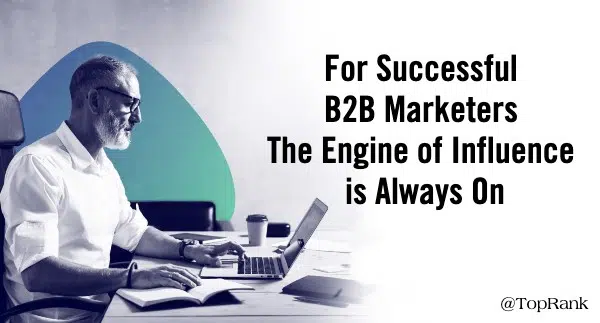 For Successful
B2B Marketers
The Engine of Influence
is Always On
@TopRank